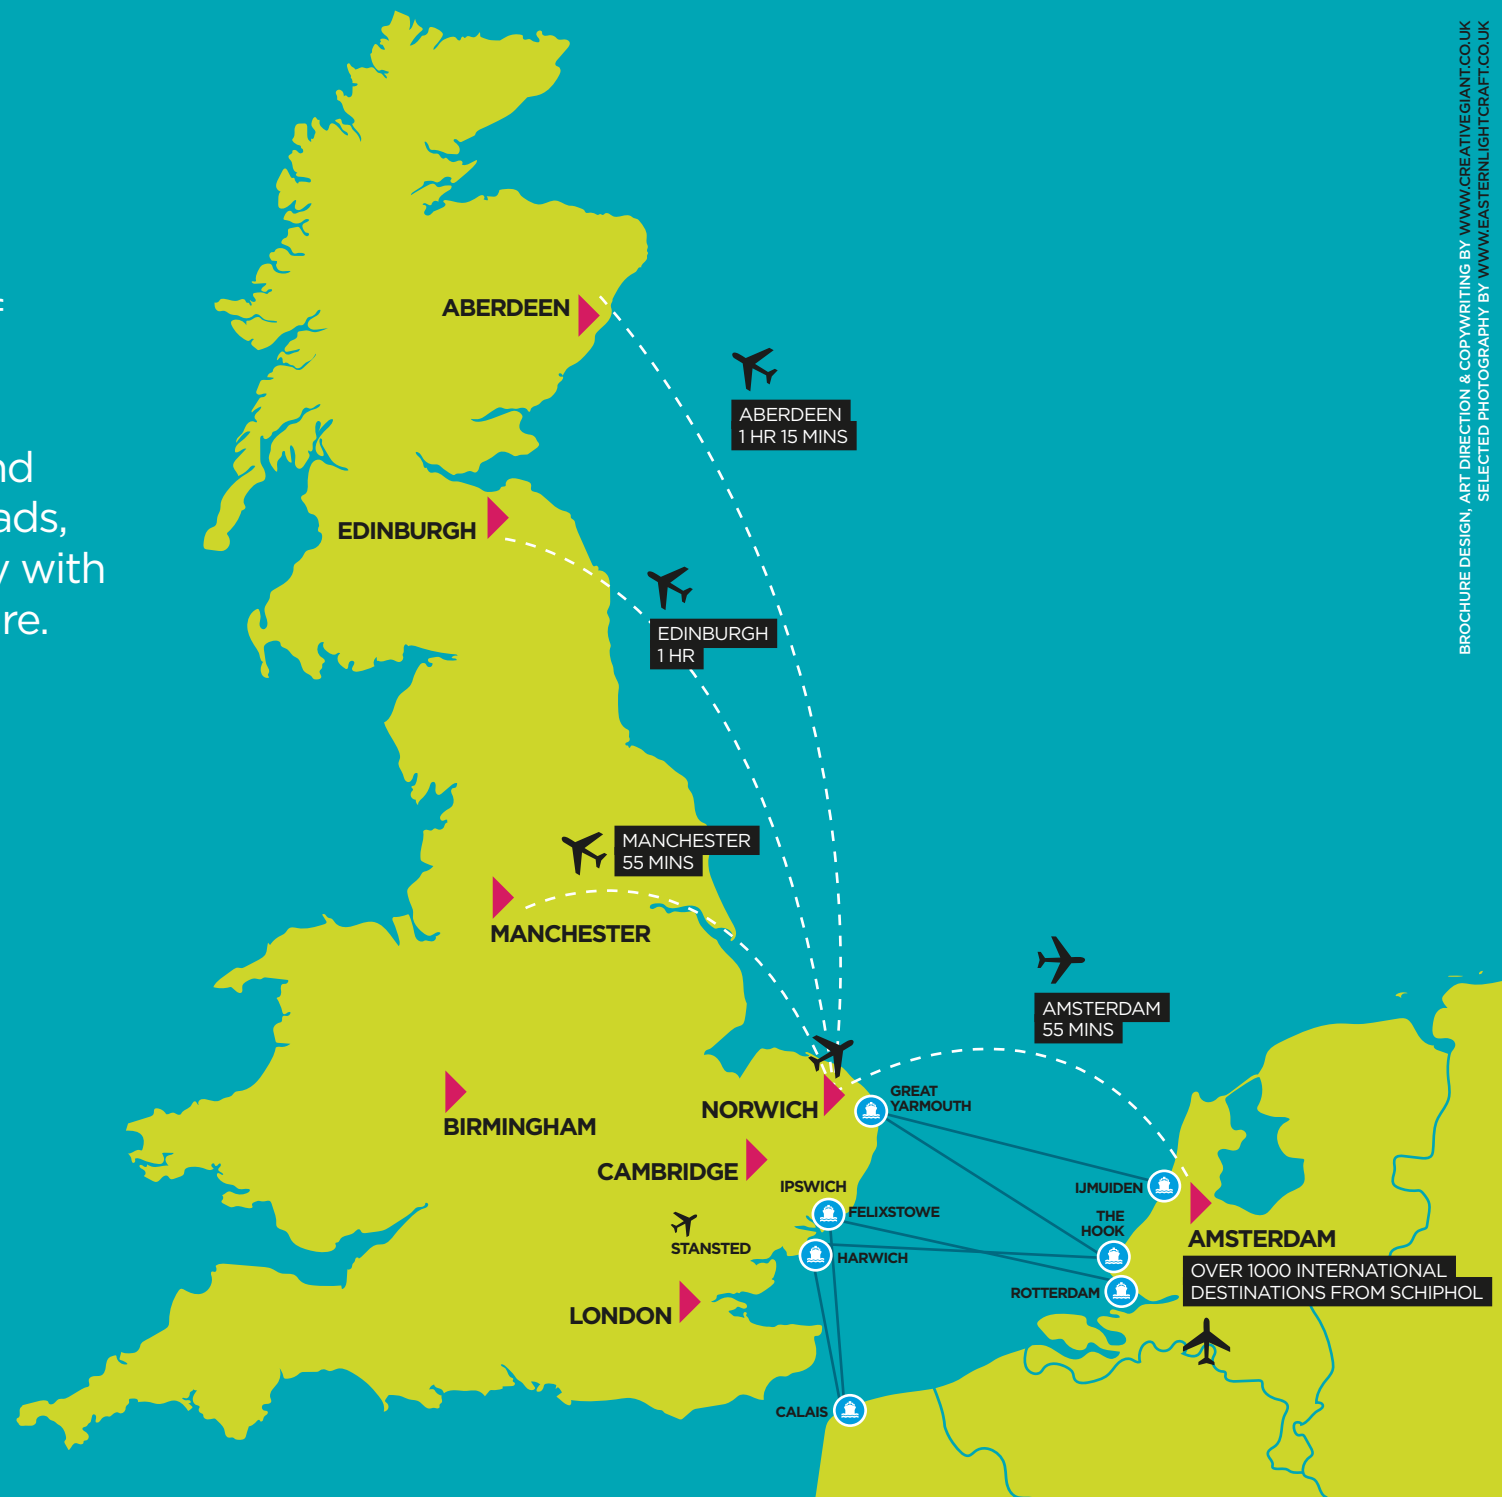 with
re.
ABERDEEN
ABERDEEN
1 HR 15 MINS
EDINBURGH
EDINBURGH
1 HR
MANCHESTER
55 MINS
MANCHESTER
AMSTERDAM
55 MINS
BIRMINGHAM
NORWICH
GREAT
YARMOUTH
CAMBRIDGE
IPSWICH
FELIXSTOWE
STANSTED
HARWICH
LONDON
IJMUIDEN
THE
HOOK
ROTTERDAM
AMSTERDAM
OVER 1000 INTERNATIONAL
DESTINATIONS FROM SCHIPHOL
CALAIS
BROCHURE DESIGN, ART DIRECTION & COPYWRITING BY WWW.CREATIVEGIANT.CO.UK
SELECTED PHOTOGRAPHY BY WWW.EASTERNLIGHTCRAFT.CO.UK